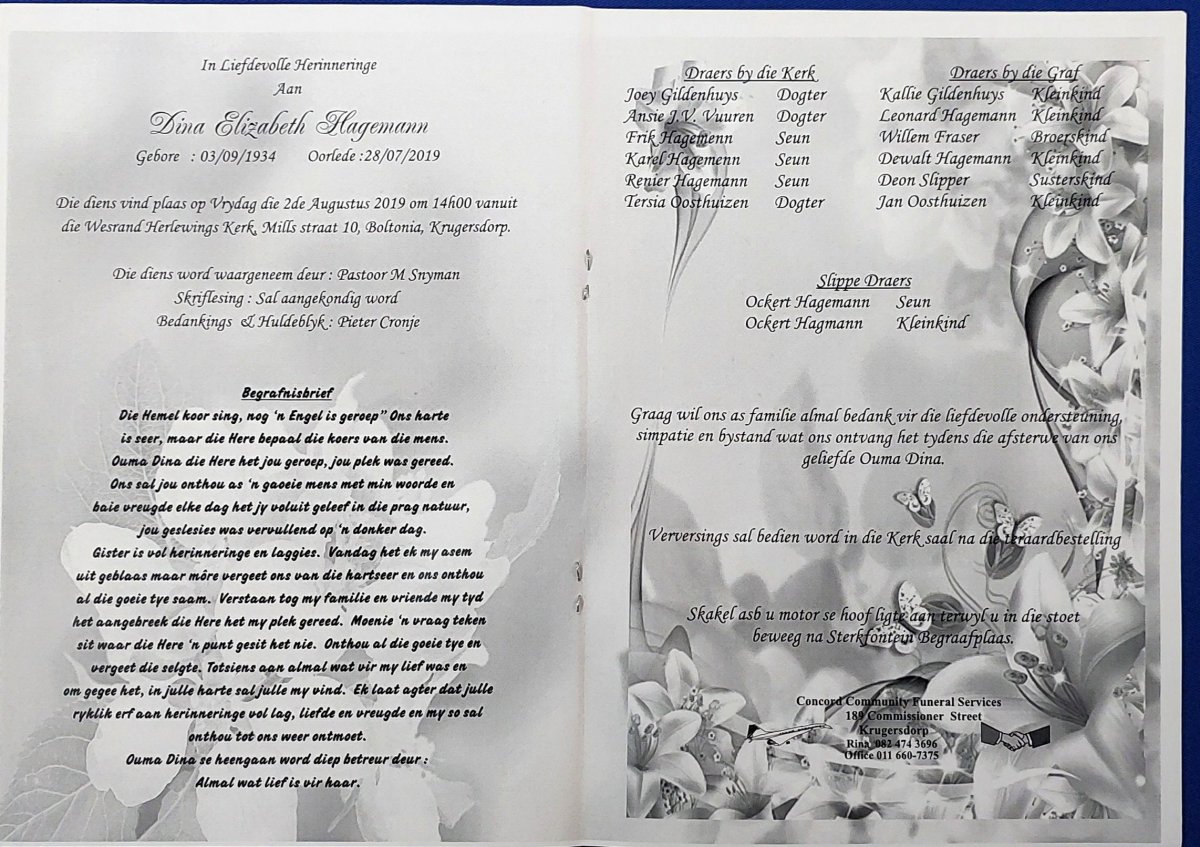 In Liefdevolle Herinneringe
Aan
Dina Elizabeth Hagemann
Gebore : 03/09/1934 Oorlede :28/07/2019
Die diens vind plaas op Vrydag die 2de Augustus 2019 om 14h00 vanuit
die Wesrand Herlewings Kerk, Mills straat 10, Boltonia, Krugersdorp.
Die diens word waargeneem deur : Pastoor M Snyman
Skriflesing : Sal aangekondig word
Bedankings & Huldeblyk : Pieter Cronje
Begrafnisbrief
Die Hemel koor sing, nog ‘n Engel is geroep” Ons harte
is seer, maar die Here bepaal die koers van die mens.
Ouma Dina die Here het jou geroep, jou plek was gereed.
Ons sal jou onthou as ‘n gaoeie mens met min woorde en
baie vreugde elke dag het jy voluit geleef in die prag natuur,
jou geslesies was vervullend op ‘n donker dag.
Gister is vol herinneringe en laggies. Vandag het ek my asem
uit geblaas maar môre vergeet ons van die hartseer en ons onthou
al die goeie tye saam. Verstaan tog my familie en vriende my tyd
het aangebreek die Here het my plek gereed. Moenie ‘n vraag teken
sit waar die Here ‘n punt gesit het nie. Onthou al die goeie tye en
vergeet die selgte. Totsiens aan almal wat vir my lief was en
om gegee het, in julle harte sal julle my vind. Ek laat agter dat julle
ryklik erf aan herinneringe vol lag, liefde en vreugde en my so sal
onthou tot ons weer ontmoet.
Ouma Dina se heengaan word diep betreur deur :
Almal wat lief is vir haar.
Draers by die Kerk
Joey Gildenhuys Dogter
Ansie J.V. Vuuren Dogter
Frik Hagemenn Seun
Karel Hagemenn Seun
Renier Hagemann Seun
Tersia Oosthuizen Dogter
Draers by die Graf
Kallie Gildenhuys Kleinkind
Leonard Hagemann Kleinkind
Willem Fraser Broerskind
Dewalt Hagemann Kleinkind
Deon Slipper Susterskind
Jan Oosthuizen Kleinkind
Slippe Draers
Ockert Hagemann Seun
Ockert Hagmann Kleinkind
Graag wil ons as familie almal bedank vir die liefdevolle ondersteuning,
simpatie en bystand wat ons ontvang het tydens die afsterwe van ons
geliefde Ouma Dina.
Verversings sal bedien word in die Kerk saal na die teraardbestelling
Skakel asb u motor se hoof ligte aan terwyl u in die stoet
beweeg na Sterkfontein Begraafplaas.
Concord Community Funeral Services
189 Commissioner Street
Krugersdorp
Rina 082 474 3696
Office 011 660-7375